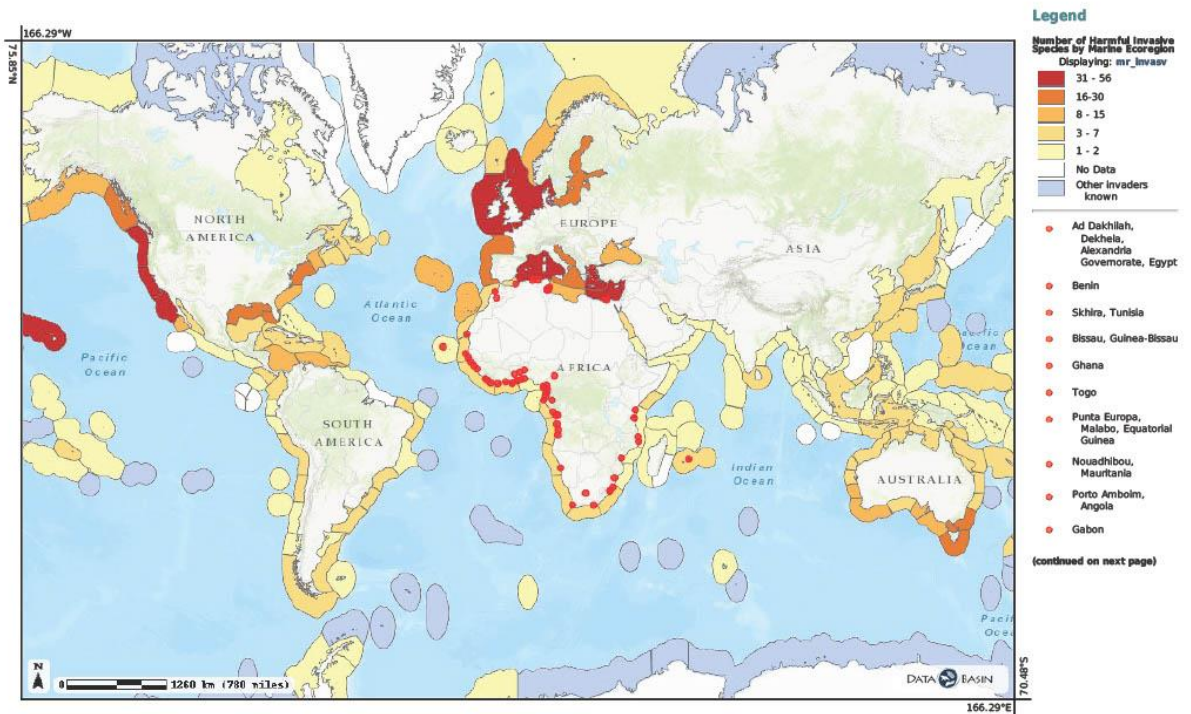 166.29°W
75.85°N
NORTH
AMERICA
EUROPE
ASIA
Atlantic
Ocean
Pacific
Ocean
AFRICA
SOUTH
AMERICA
Indian
Ocean
AUSTRALIA
N
0 1260 km (780 miles)
DATA BASIN
70.48°S
166.29°E
Legend
Number of Harmful Invasive
Species by Marine Ecoregion
Displaying: mr_invasv
31 - 56
16-30
8 - 15
3 - 7
1 - 2
No Data
Other invaders
known
Ad Dakhilah,
Dekhela,
Alexandria
Governorate, Egypt
Benin
Skhira, Tunisia
Bissau, Guinea-Bissau
Ghana
Togo
Punta Europa,
Malabo, Equatorial
Guinea
Nouadhibou,
Mauritania
Porto Amboim,
Angola
Gabon
(continued on next page)